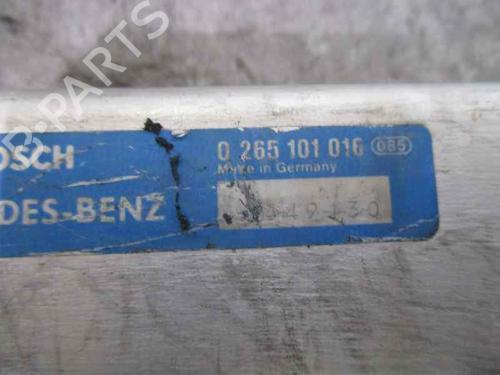 OSCH
0 265 101 016 085
Made in Germany
DES-BENZ
B-PARTS